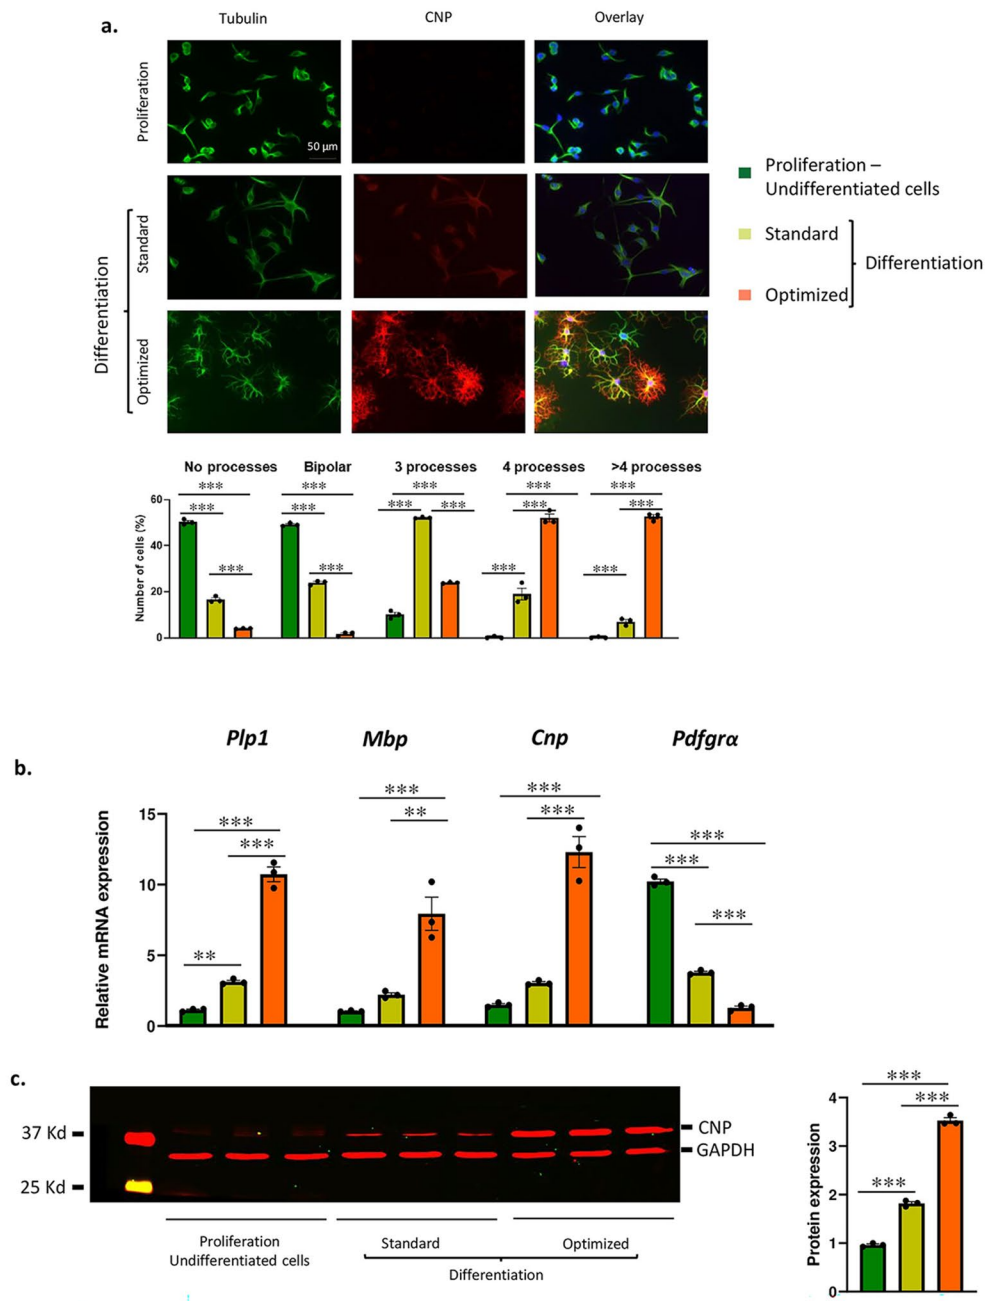 a.
Tubulin
CNP
Overlay
Proliferation
50 µm
Differentiation
Standard
Optimized
Proliferation –
Undifferentiated cells
Standard
Optimized
Differentiation
No processes
Bipolar
3 processes
4 processes
>4 processes
*** *** *** *** ***
*** *** *** *** *** ***
*** *** *** ***
Number of cells (%)
60
40
20
0
b.
Plp1
Mbp
Cnp
Pdfgrα
Relative mRNA expression
15
10
5
0
***
***
**
***
**
***
***
***
***
***
c.
37 Kd
25 Kd
CNP
GAPDH
Proliferation
Undifferentiated cells
Standard
Optimized
Differentiation
Protein expression
4
3
2
1
0
***
***
***